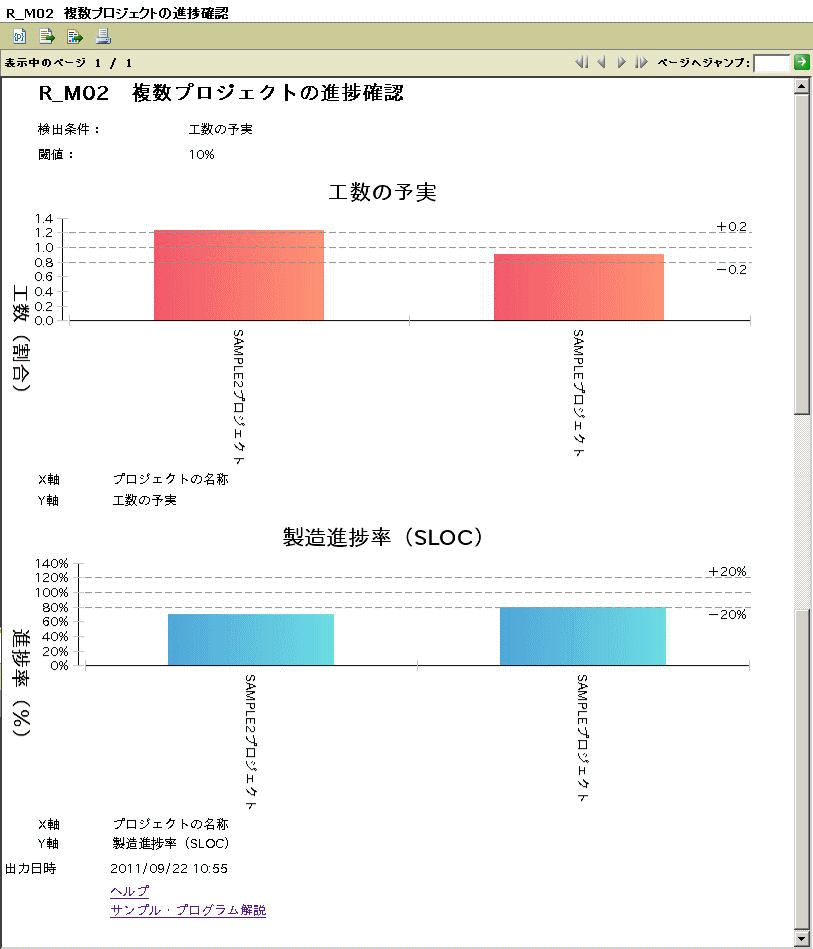 R_M02 複数プロジェクトの進捗確認
表示中のページ 1 / 1
ページへジャンプ:
R_M02 複数プロジェクトの進捗確認
検出条件： 工数の予実
閾値： 10%
工数の予実
1.4
1.2
1.0
0.8
0.6
0.4
0.2
0.0
+0.2
−0.2
工数（割合）
SAMPLE2プロジェクト
SAMPLEプロジェクト
X軸 プロジェクトの名称
Y軸 工数の予実
製造進捗率（SLOC）
140%
120%
100%
80%
60%
40%
20%
0%
+20%
−20%
進捗率（%）
SAMPLE2プロジェクト
SAMPLEプロジェクト
X軸 プロジェクトの名称
Y軸 製造進捗率（SLOC）
出力日時 2011/09/22 10:55
ヘルプ
サンプル・プログラム解説